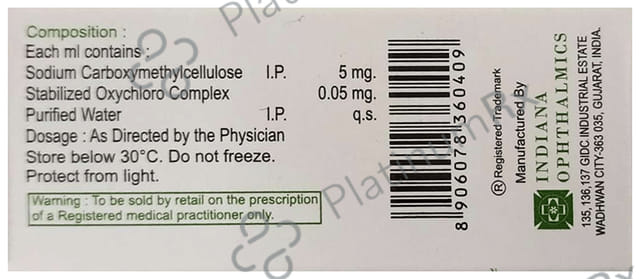 Composition :
Each ml contains :
Sodium Carboxymethylcellulose I.P. 5 mg.
Stabilized Oxychloro Complex 0.05 mg.
Purified Water I.P. q.s.
Dosage : As Directed by the Physician
Store below 30°C. Do not freeze.
Protect from light.
Warning : To be sold by retail on the prescription
of a Registered medical practitioner only.
8 906078 360409
® Registered Trademark
Manufactured By
INDIANA
OPHTHALMICS
135,136,137 GIDC INDUSTRIAL ESTATE
WADHWAN CITY-363 035, GUJARAT, INDIA.
PlatinumRx